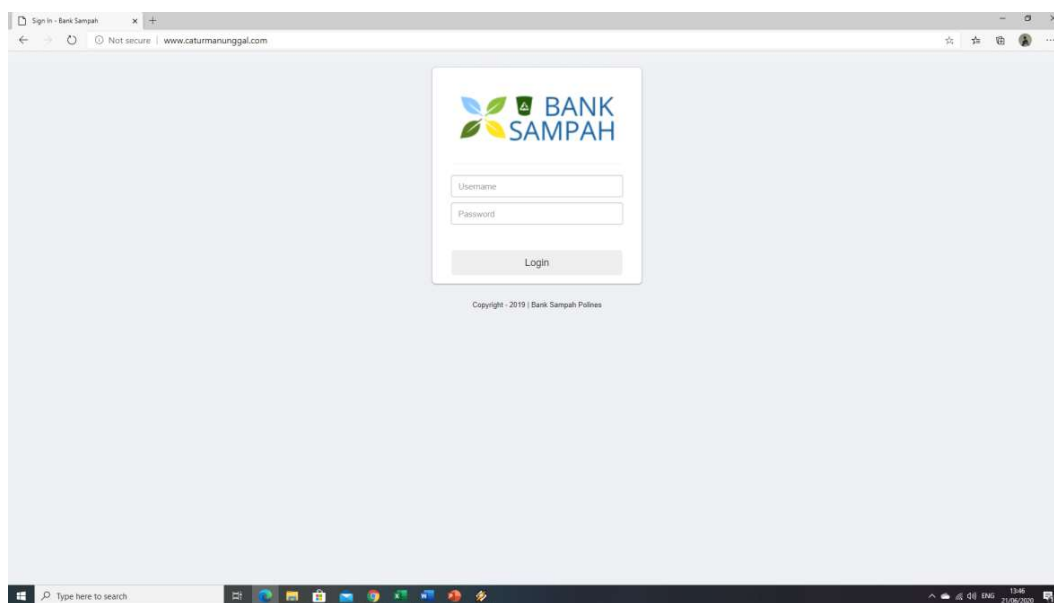 Sign In - Bank Sampah
Not secure | www.caturmanunggal.com
BANK
SAMPAH
Username
Password
Login
Copyright - 2019 | Bank Sampah Polines
Type here to search
ENG
13:46
21/06/2020